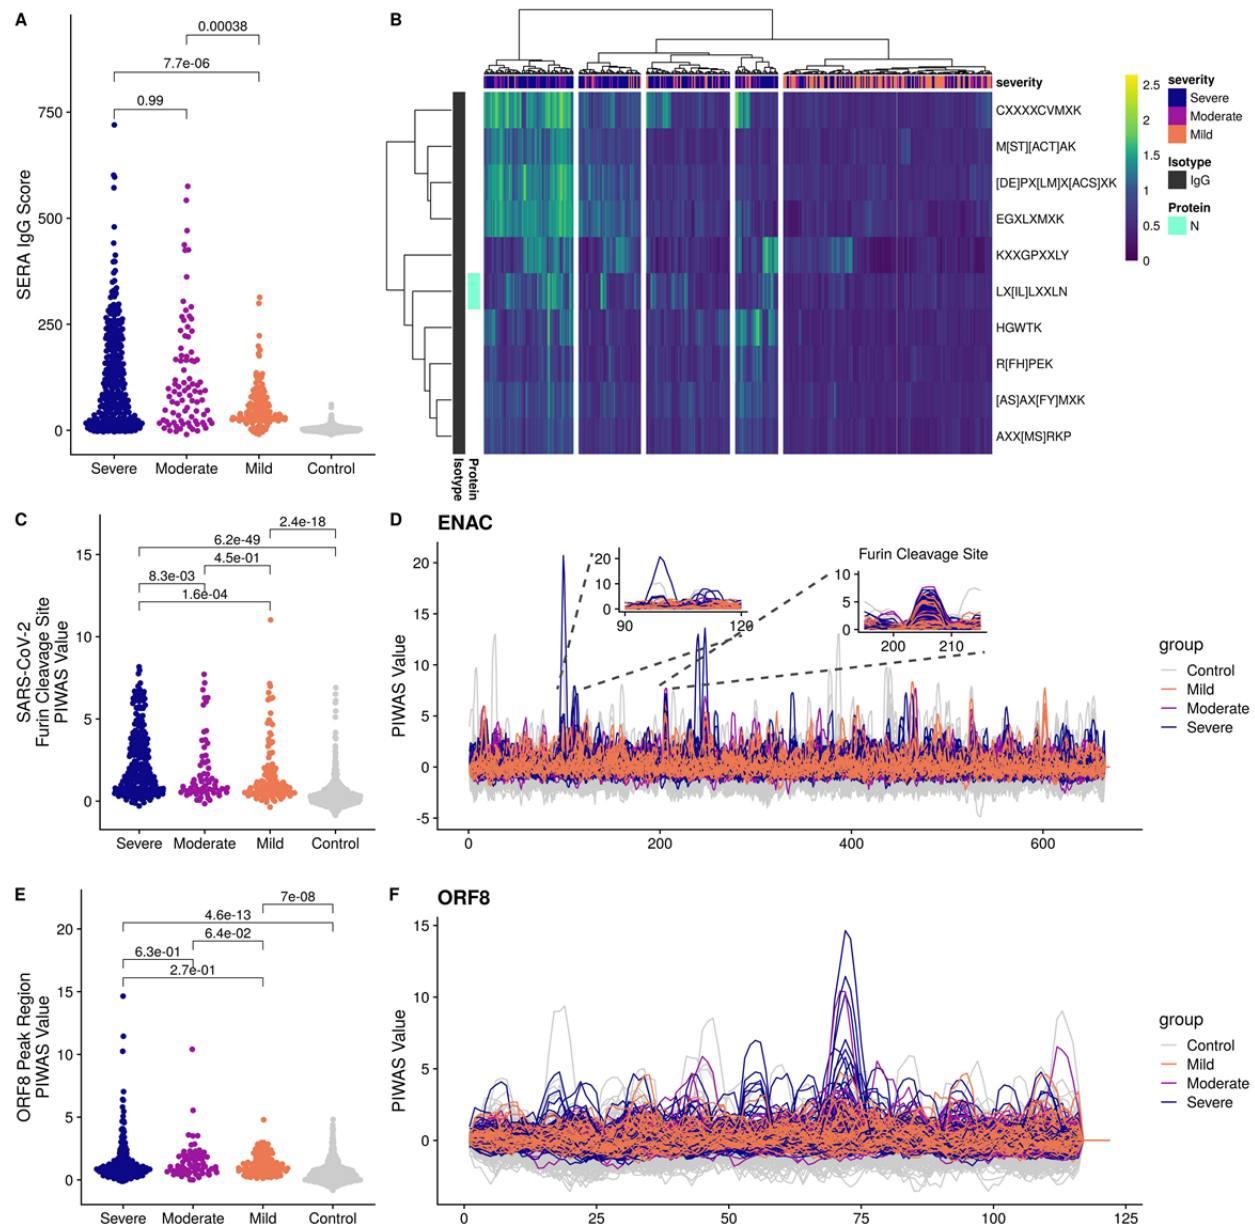 A
0.00038
7.7e-06
0.99
SERA IgG Score
750
500
250
0
Severe Moderate Mild Control
B
severity
CXXXXCVMXK
M[ST][ACT]AK
[DE]PX[LM]X[ACS]XK
EGXLXMXK
KXXGPXXLY
LX[IL]LXXLN
HGWTK
R[FH]PEK
[AS]AX[FY]MXK
AXX[MS]RKP
Isotype
Protein
2.5
2
1.5
1
0.5
0
severity
Severe
Moderate
Mild
Isotype
IgG
Protein
N
C
2.4e-18
6.2e-49
4.5e-01
8.3e-03
1.6e-04
SARS-CoV-2
Furin Cleavage Site
PIWAS Value
15
10
5
0
Severe Moderate Mild Control
D
ENAC
PIWAS Value
20
15
10
5
0
-5
0 200 400 600
20
10
0
90 120
Furin Cleavage Site
10
5
0
200 210
group
Control
Mild
Moderate
Severe
E
7e-08
4.6e-13
6.4e-02
6.3e-01
2.7e-01
ORF8 Peak Region
PIWAS Value
20
15
10
5
0
Severe Moderate Mild Control
F
ORF8
PIWAS Value
15
10
5
0
0 25 50 75 100 125
group
Control
Mild
Moderate
Severe